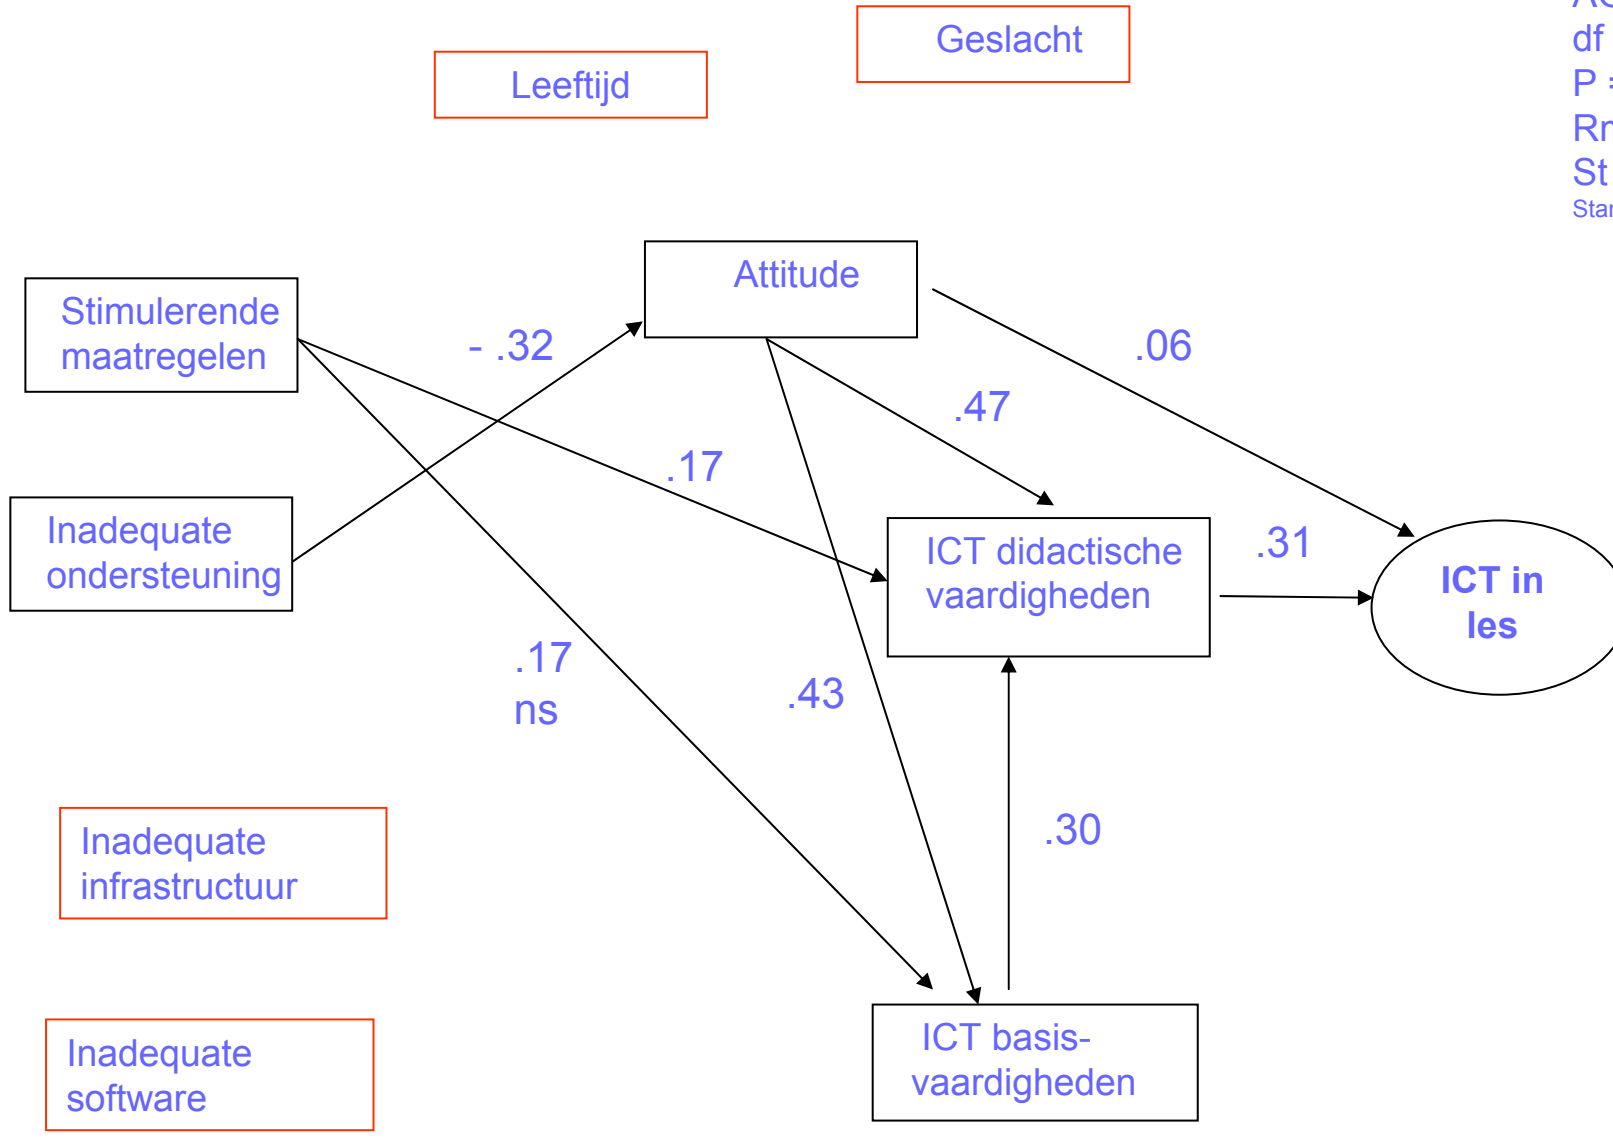 Geslacht
Leeftijd
df
P =
St
Attitude
Stimulerende
maatregelen
- .32
.06
.47
.17
Inadequate
ondersteuning
ICT didactische
vaardigheden
.31
ICT in
les
.17
ns
.43
.30
Inadequate
infrastructuur
Inadequate
software
ICT basis-
vaardigheden